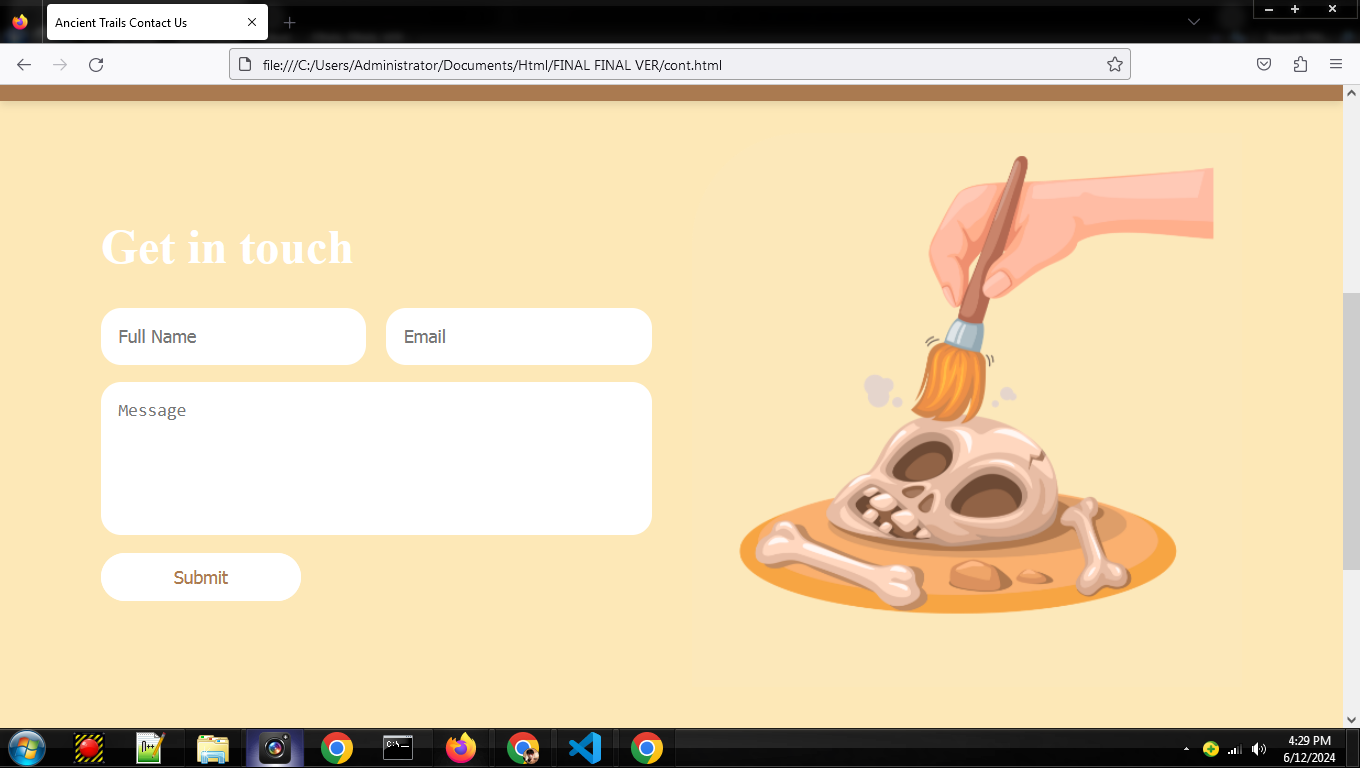 Ancient Trails Contact Us
file:///C:/Users/Administrator/Documents/Html/FINAL FINAL VER/cont.html
Get in touch
Full Name
Email
Message
Submit
4:29 PM
6/12/2024